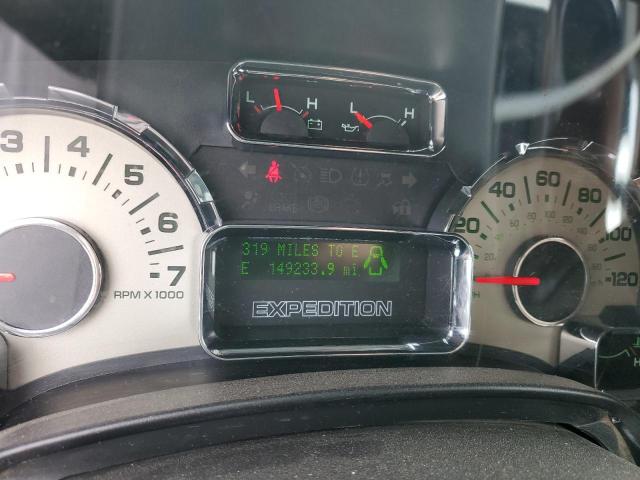 L H L H
3 4 5 6 7
RPM X 1000
319 MILES TO E
E 149233.9 mi
EXPEDITION
20 40 60 80 100 120
H